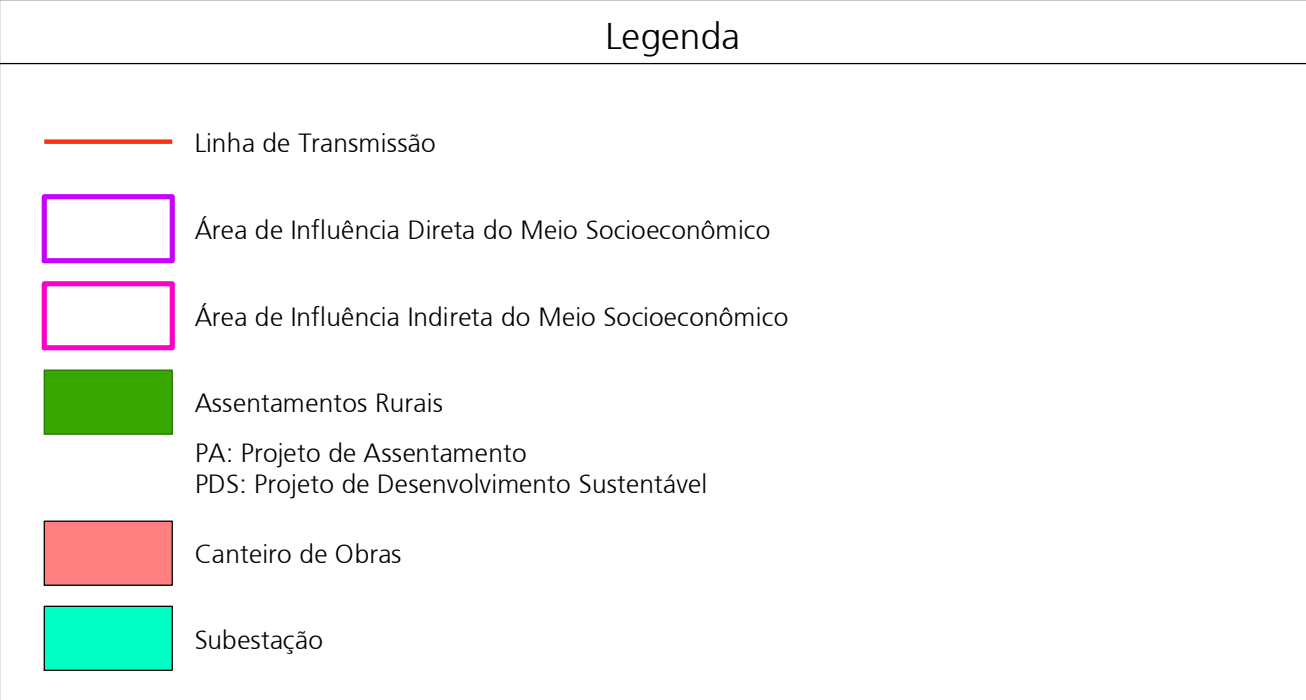 Legenda
Linha de Transmissão
Área de Influência Direta do Meio Socioeconômico
Área de Influência Indireta do Meio Socioeconômico
Assentamentos Rurais
PA: Projeto de Assentamento
PDS: Projeto de Desenvolvimento Sustentável
Canteiro de Obras
Subestação